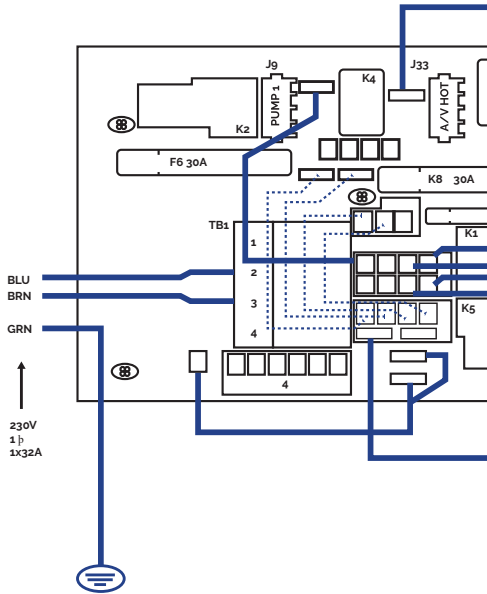 J9
J33
K4
PUMP 1
A/V HOT
K2
F6 30A
K8 30A
TB1
K1
1
BLU
2
BRN
3
K5
GRN
4
4
230V
1 þ
1x32A